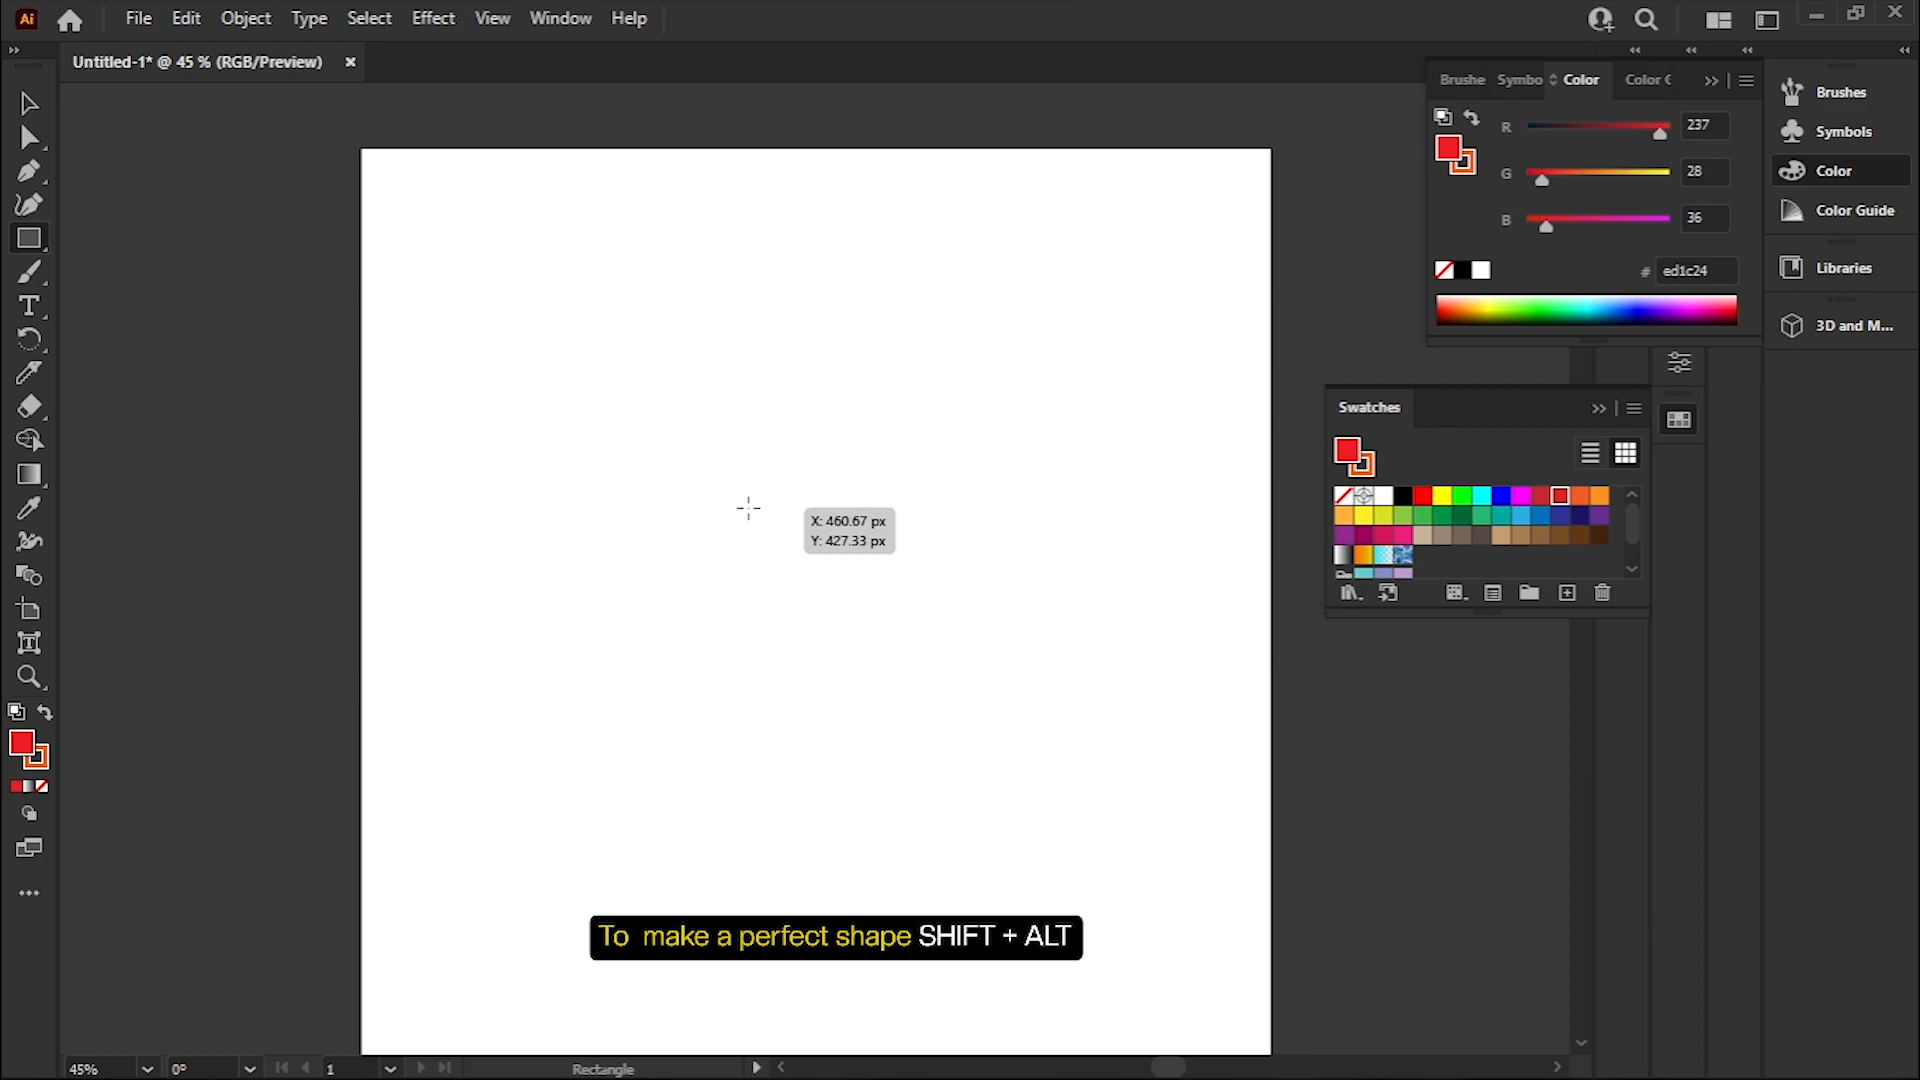 Ai File Edit Object Type Select Effect View Window Help
Untitled-1* @ 45 % (RGB/Preview)
Brushe Symbo Color Color
R 237
G 28
B 36
# ed1c24
Brushes
Symbols
Color
Color Guide
Libraries
3D and M...
Swatches
X: 460.67 px
Y: 427.33 px
To make a perfect shape SHIFT + ALT
45% 0° 1 Rectangle